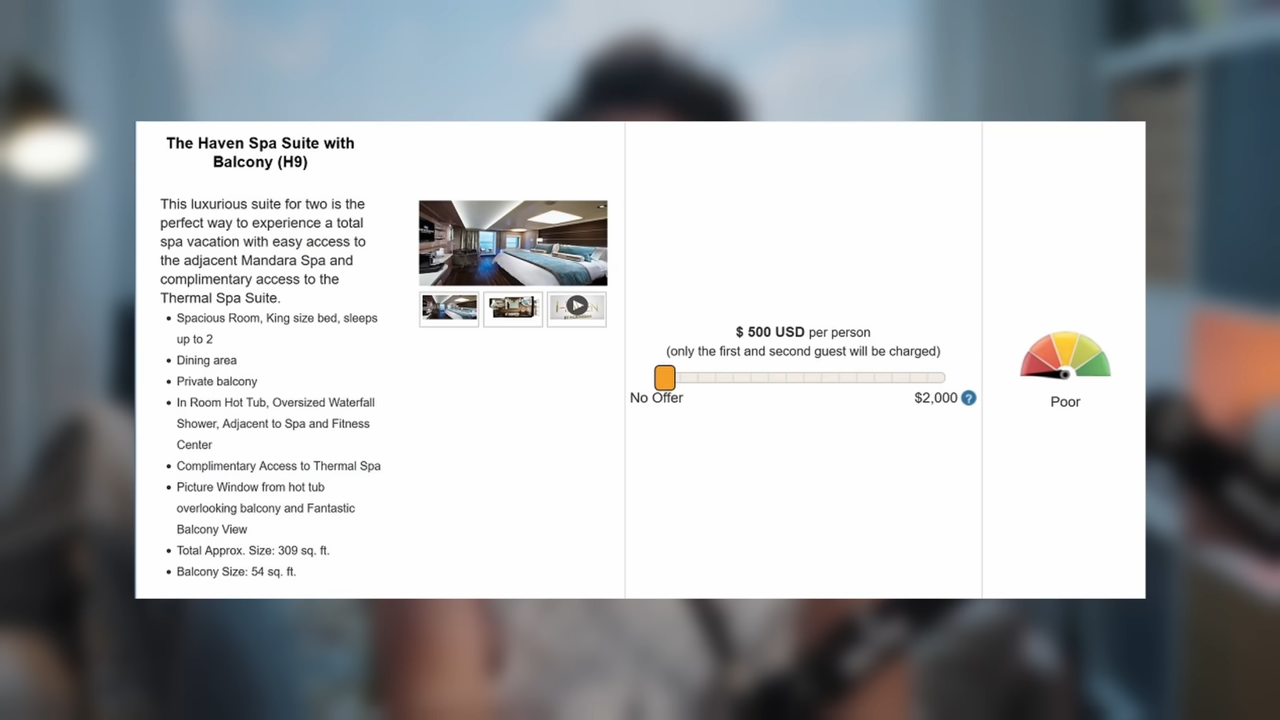 The Haven Spa Suite with
Balcony (H9)
This luxurious suite for two is the
perfect way to experience a total
spa vacation with easy access to
the adjacent Mandara Spa and
complimentary access to the
Thermal Spa Suite.
• Spacious Room, King size bed, sleeps
up to 2
• Dining area
• Private balcony
• In Room Hot Tub, Oversized Waterfall
Shower, Adjacent to Spa and Fitness
Center
• Complimentary Access to Thermal Spa
• Picture Window from hot tub
overlooking balcony and Fantastic
Balcony View
• Total Approx. Size: 309 sq. ft.
• Balcony Size: 54 sq. ft.
$ 500 USD per person
(only the first and second guest will be charged)
No Offer
$2,000 ?
Poor